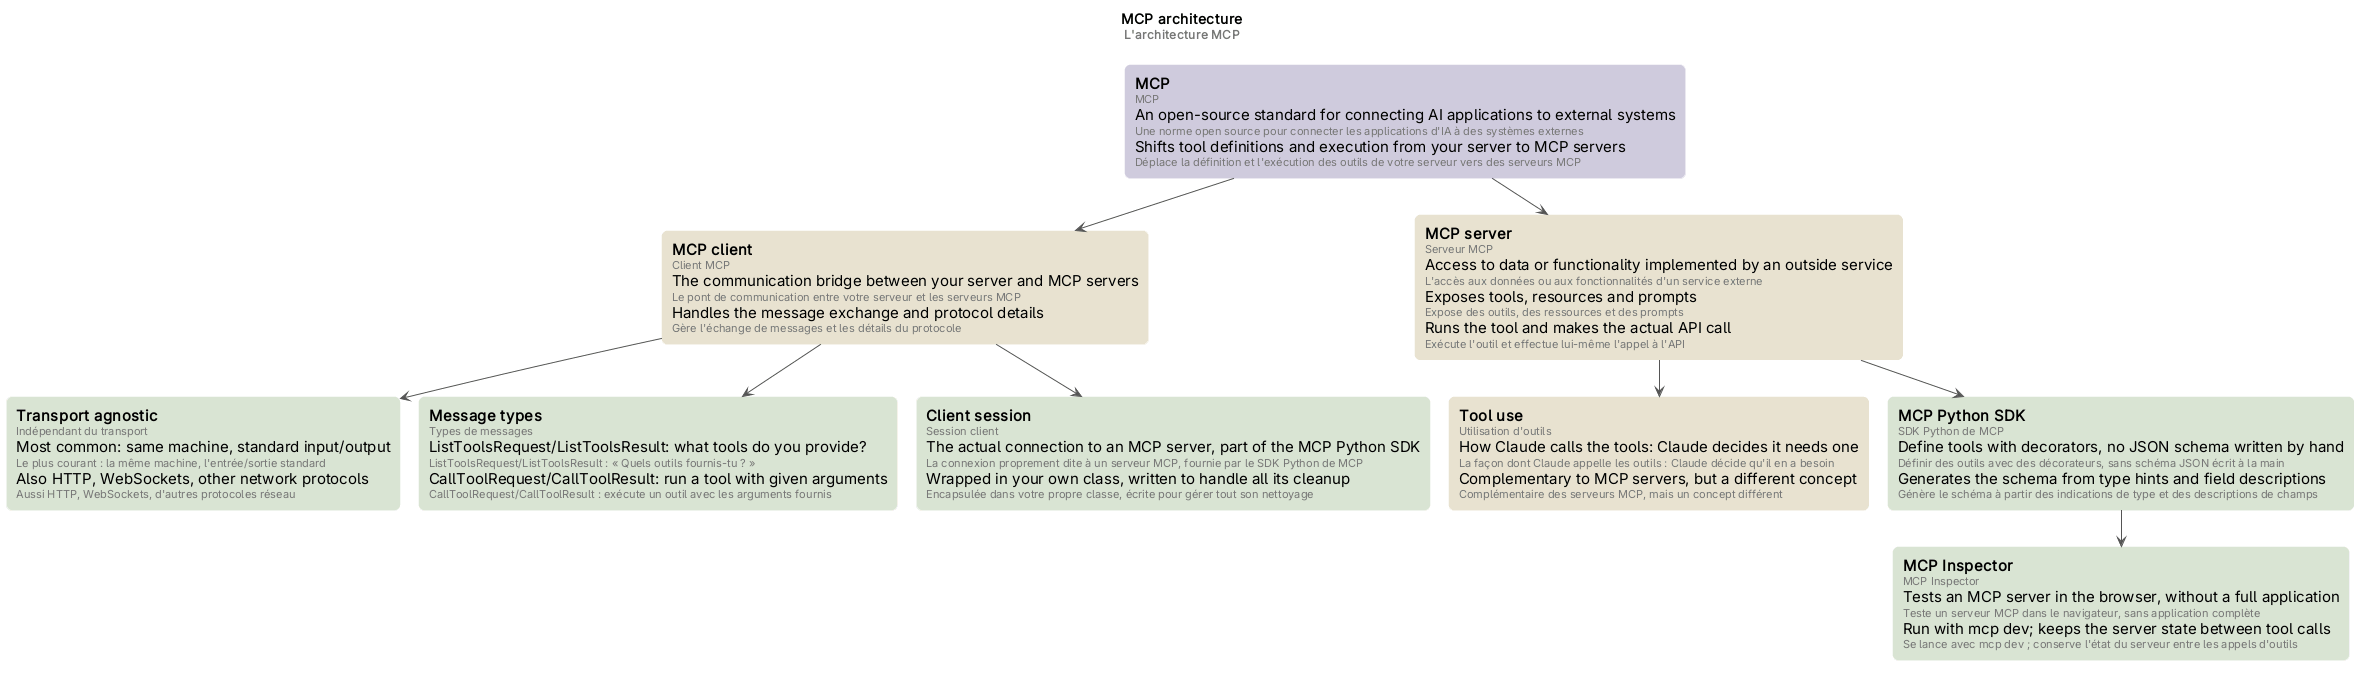 MCP architecture
L'architecture MCP
MCP
MCP
An open-source standard for connecting AI applications to external systems
Une norme open source pour connecter les applications d'IA à des systèmes externes
Shifts tool definitions and execution from your server to MCP servers
Déplace la définition et l'exécution des outils de votre serveur vers des serveurs MCP
MCP client
Client MCP
The communication bridge between your server and MCP servers
Le pont de communication entre votre serveur et les serveurs MCP
Handles the message exchange and protocol details
Gère l'échange de messages et les détails du protocole
MCP server
Serveur MCP
Access to data or functionality implemented by an outside service
L'accès aux données ou aux fonctionnalités d'un service externe
Exposes tools, resources and prompts
Expose des outils, des ressources et des prompts
Runs the tool and makes the actual API call
Exécute l'outil et effectue lui-même l'appel à l'API
Transport agnostic
Indépendant du transport
Most common: same machine, standard input/output
Le plus courant : la même machine, l'entrée/sortie standard
Also HTTP, WebSockets, other network protocols
Aussi HTTP, WebSockets, d'autres protocoles réseau
Message types
Types de messages
ListToolsRequest/ListToolsResult: what tools do you provide?
ListToolsRequest/ListToolsResult : « Quels outils fournis-tu ? »
CallToolRequest/CallToolResult: run a tool with given arguments
CallToolRequest/CallToolResult : exécute un outil avec les arguments fournis
Client session
Session client
The actual connection to an MCP server, part of the MCP Python SDK
La connexion proprement dite à un serveur MCP, fournie par le SDK Python de MCP
Wrapped in your own class, written to handle all its cleanup
Encapsulée dans votre propre classe, écrite pour gérer tout son nettoyage
Tool use
Utilisation d'outils
How Claude calls the tools: Claude decides it needs one
La façon dont Claude appelle les outils : Claude décide qu'il en a besoin
Complementary to MCP servers, but a different concept
Complémentaire des serveurs MCP, mais un concept différent
MCP Python SDK
SDK Python de MCP
Define tools with decorators, no JSON schema written by hand
Définir des outils avec des décorateurs, sans schéma JSON écrit à la main
Generates the schema from type hints and field descriptions
Génère le schéma à partir des indications de type et des descriptions de champs
MCP Inspector
MCP Inspector
Tests an MCP server in the browser, without a full application
Teste un serveur MCP dans le navigateur, sans application complète
Run with mcp dev; keeps the server state between tool calls
Se lance avec mcp dev ; conserve l'état du serveur entre les appels d'outils